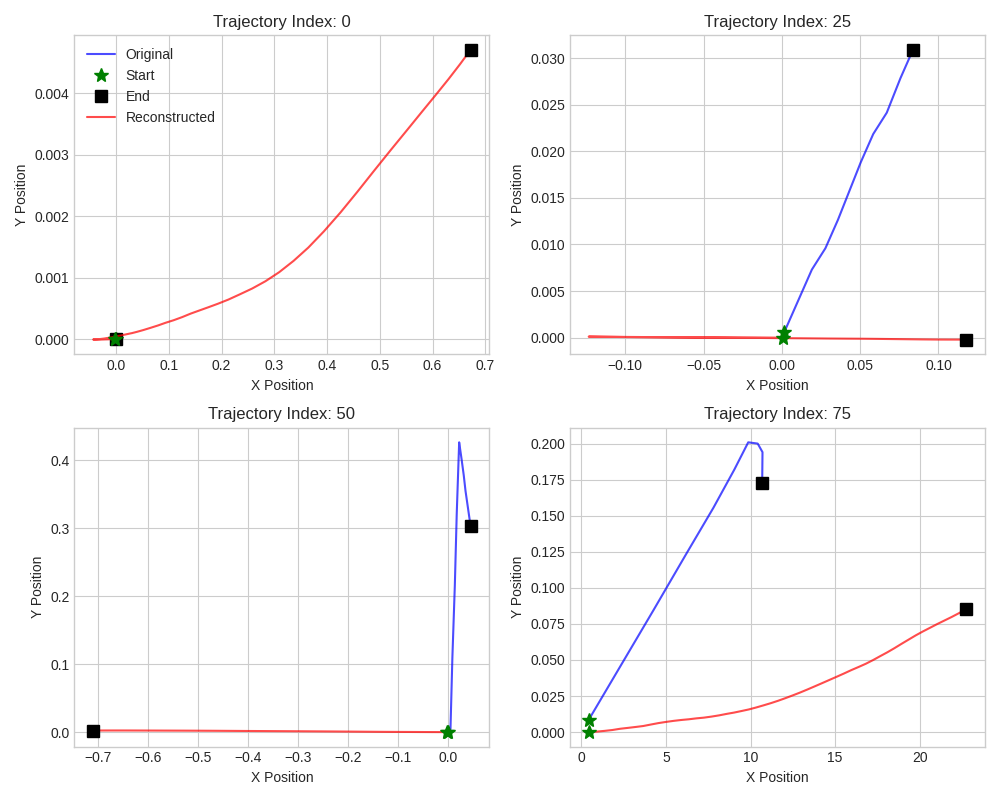 Trajectory Index: 0
Original
Start
End
Reconstructed
0.004
0.003
0.002
0.001
0.000
Y Position
0.0 0.1 0.2 0.3 0.4 0.5 0.6 0.7
X Position
Trajectory Index: 25
0.030
0.025
0.020
0.015
0.010
0.005
0.000
Y Position
−0.10 −0.05 0.00 0.05 0.10
X Position
Trajectory Index: 50
0.4
0.3
0.2
0.1
0.0
Y Position
−0.7 −0.6 −0.5 −0.4 −0.3 −0.2 −0.1 0.0
X Position
Trajectory Index: 75
0.200
0.175
0.150
0.125
0.100
0.075
0.050
0.025
0.000
Y Position
0 5 10 15 20
X Position